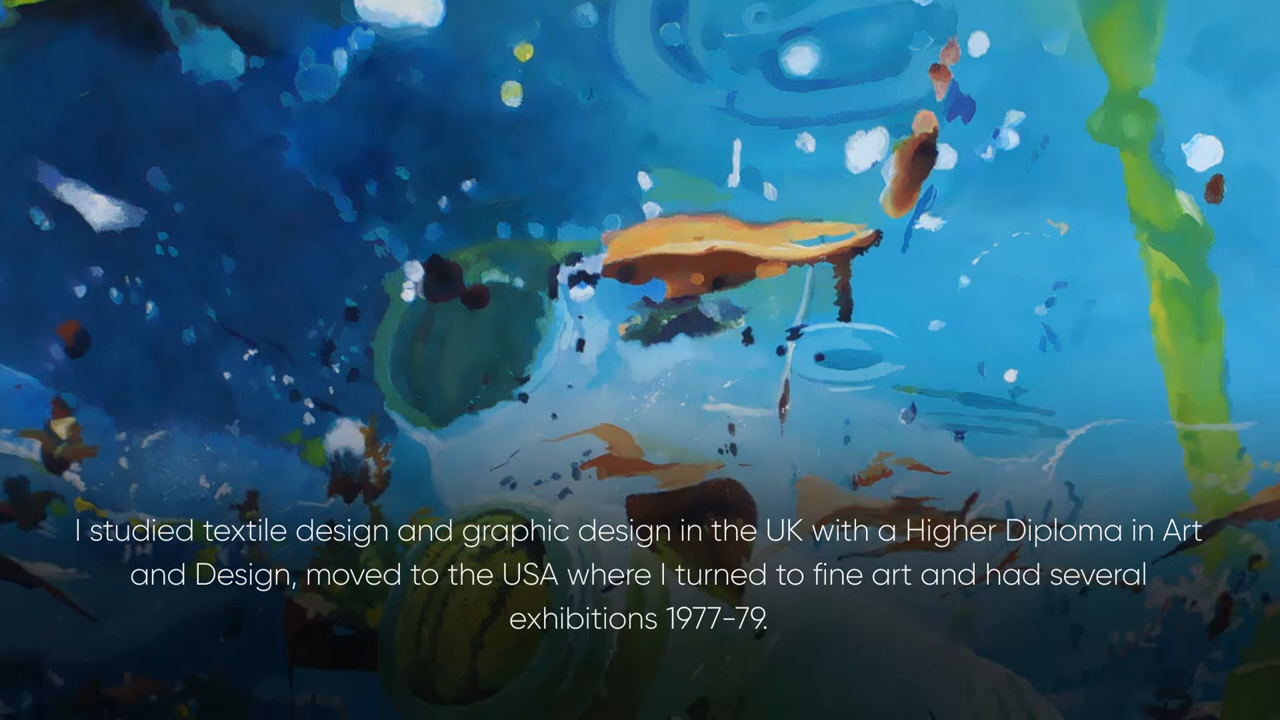 I studied textile design and graphic design in the UK with a Higher Diploma in Art
and Design, moved to the USA where I turned to fine art and had several
exhibitions 1977-79.